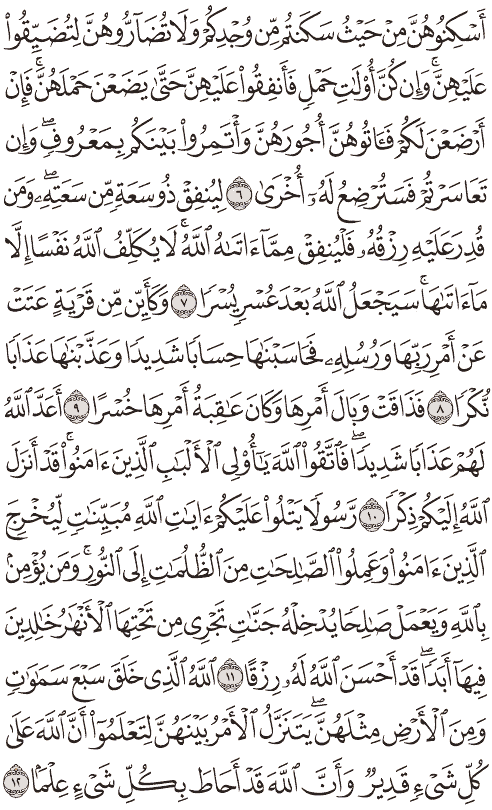 أَسۡكِنُوهُنَّ مِنۡ حَيۡثُ سَكَنتُم مِّن وُجۡدِكُمۡ وَلَا تُضَآرُّوهُنَّ لِتُضَيِّقُواْ
عَلَيۡهِنَّۚ وَإِن كُنَّ أُوْلَٰتِ حَمۡلٖ فَأَنفِقُواْ عَلَيۡهِنَّ حَتَّىٰ يَضَعۡنَ حَمۡلَهُنَّۚ فَإِنۡ
أَرۡضَعۡنَ لَكُمۡ فَـَٔاتُوهُنَّ أُجُورَهُنَّ وَأۡتَمِرُواْ بَيۡنَكُم بِمَعۡرُوفٖۖ وَإِن
تَعَاسَرۡتُمۡ فَسَتُرۡضِعُ لَهُۥٓ أُخۡرَىٰ ٦ لِيُنفِقۡ ذُو سَعَةٖ مِّن سَعَتِهِۦۖ وَمَن
قُدِرَ عَلَيۡهِ رِزۡقُهُۥ فَلۡيُنفِقۡ مِمَّآ ءَاتَىٰهُ ٱللَّهُۚ لَا يُكَلِّفُ ٱللَّهُ نَفۡسًا إِلَّا
مَآ ءَاتَىٰهَاۚ سَيَجۡعَلُ ٱللَّهُ بَعۡدَ عُسۡرٖ يُسۡرٗا ٧ وَكَأَيِّن مِّن قَرۡيَةٍ عَتَتۡ
عَنۡ أَمۡرِ رَبِّهَا وَرُسُلِهِۦ فَحَاسَبۡنَٰهَا حِسَابٗا شَدِيدٗا وَعَذَّبۡنَٰهَا عَذَابٗا
نُّكۡرٗا ٨ فَذَاقَتۡ وَبَالَ أَمۡرِهَا وَكَانَ عَٰقِبَةُ أَمۡرِهَا خُسۡرًا ٩ أَعَدَّ ٱللَّهُ
لَهُمۡ عَذَابٗا شَدِيدٗاۖ فَٱتَّقُواْ ٱللَّهَ يَٰٓأُوْلِي ٱلۡأَلۡبَٰبِ ٱلَّذِينَ ءَامَنُواْۚ قَدۡ أَنزَلَ
ٱللَّهُ إِلَيۡكُمۡ ذِكۡرٗا ١٠ رَّسُولٗا يَتۡلُواْ عَلَيۡكُمۡ ءَايَٰتِ ٱللَّهِ مُبَيِّنَٰتٖ لِّيُخۡرِجَ
ٱلَّذِينَ ءَامَنُواْ وَعَمِلُواْ ٱلصَّٰلِحَٰتِ مِنَ ٱلظُّلُمَٰتِ إِلَى ٱلنُّورِۚ وَمَن يُؤۡمِنۢ
بِٱللَّهِ وَيَعۡمَلۡ صَٰلِحٗا يُدۡخِلۡهُ جَنَّٰتٖ تَجۡرِي مِن تَحۡتِهَا ٱلۡأَنۡهَٰرُ خَٰلِدِينَ
فِيهَآ أَبَدٗاۖ قَدۡ أَحۡسَنَ ٱللَّهُ لَهُۥ رِزۡقًا ١١ ٱللَّهُ ٱلَّذِي خَلَقَ سَبۡعَ سَمَٰوَٰتٖ
وَمِنَ ٱلۡأَرۡضِ مِثۡلَهُنَّۖ يَتَنَزَّلُ ٱلۡأَمۡرُ بَيۡنَهُنَّ لِتَعۡلَمُوٓاْ أَنَّ ٱللَّهَ عَلَىٰ
كُلِّ شَيۡءٖ قَدِيرٞ وَأَنَّ ٱللَّهَ قَدۡ أَحَاطَ بِكُلِّ شَيۡءٍ عِلۡمَۢا ١٢